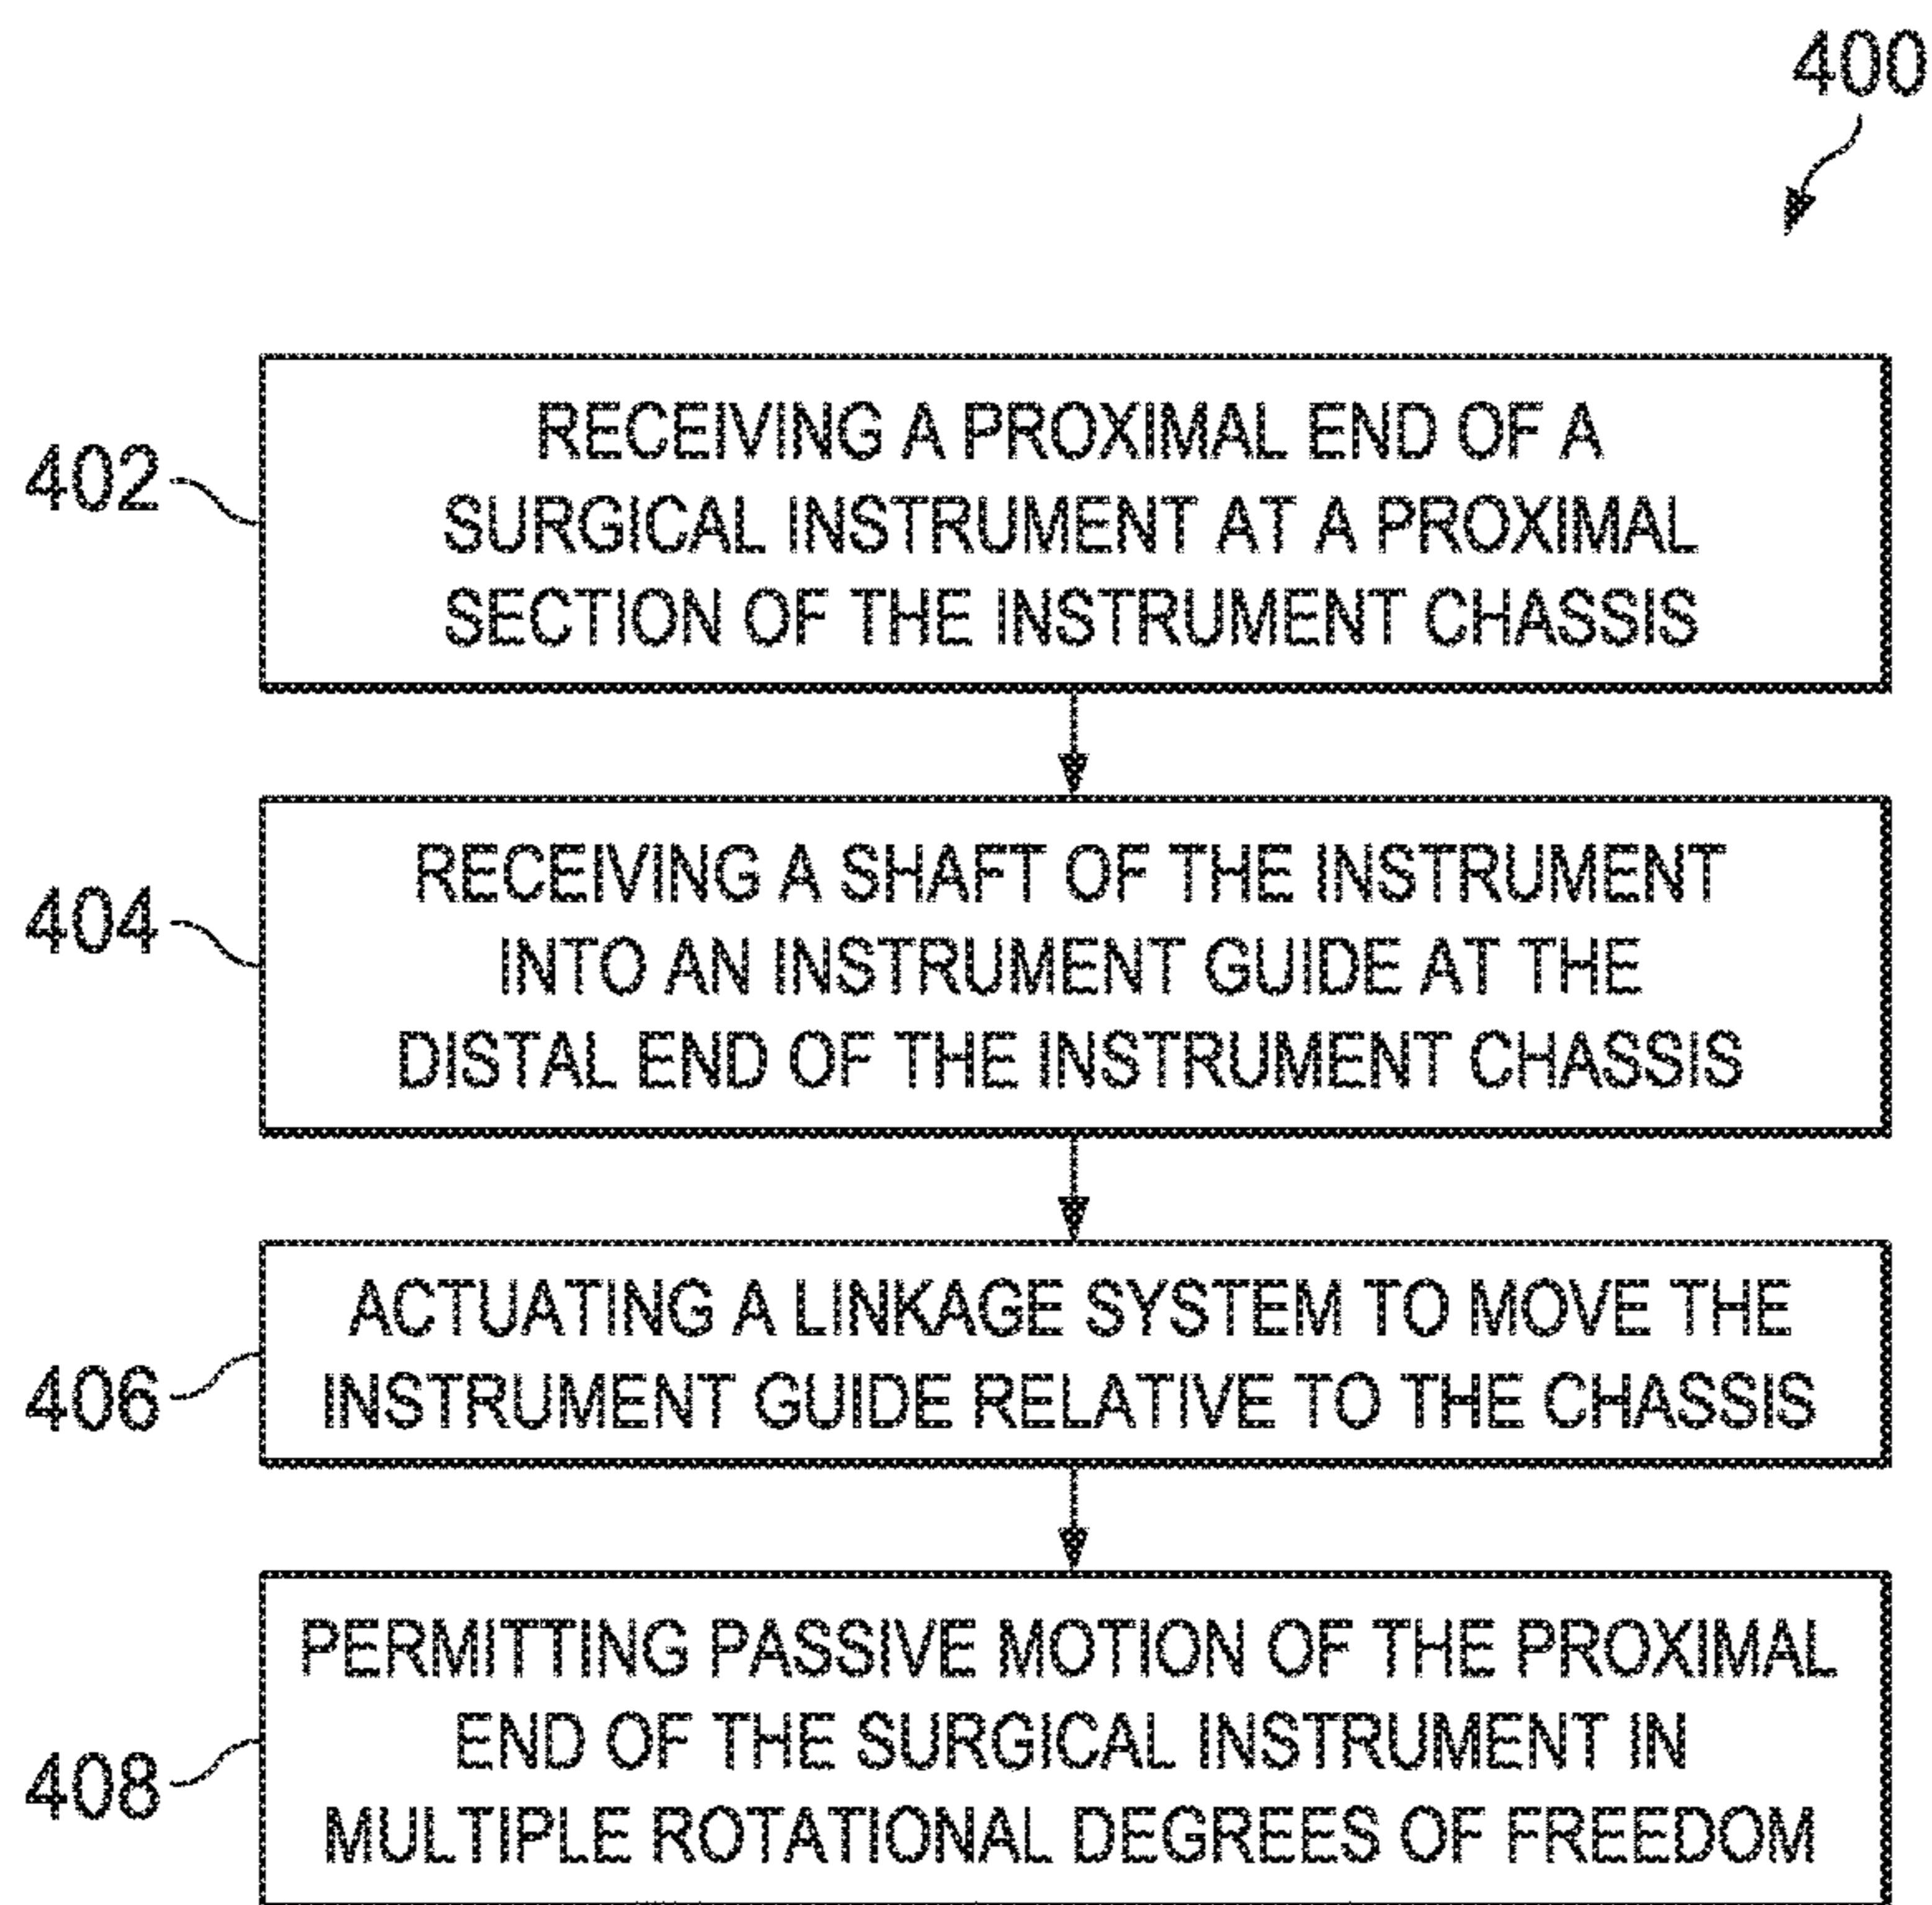 400
402
RECEIVING A PROXIMAL END OF A
SURGICAL INSTRUMENT AT A PROXIMAL
SECTION OF THE INSTRUMENT CHASSIS
404
RECEIVING A SHAFT OF THE INSTRUMENT
INTO AN INSTRUMENT GUIDE AT THE
DISTAL END OF THE INSTRUMENT CHASSIS
406
ACTUATING A LINKAGE SYSTEM TO MOVE THE
INSTRUMENT GUIDE RELATIVE TO THE CHASSIS
408
PERMITTING PASSIVE MOTION OF THE PROXIMAL
END OF THE SURGICAL INSTRUMENT IN
MULTIPLE ROTATIONAL DEGREES OF FREEDOM